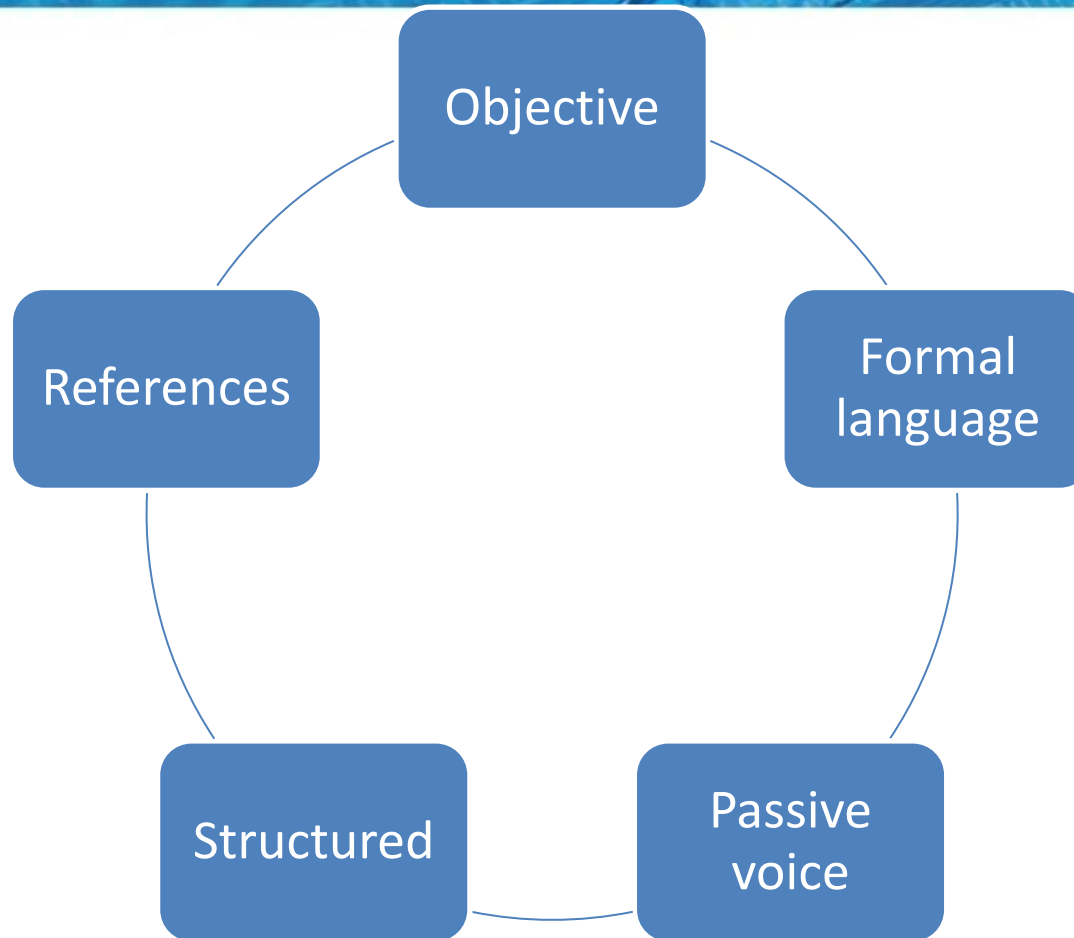 Objective
Formal
language
Passive
voice
Structured
References